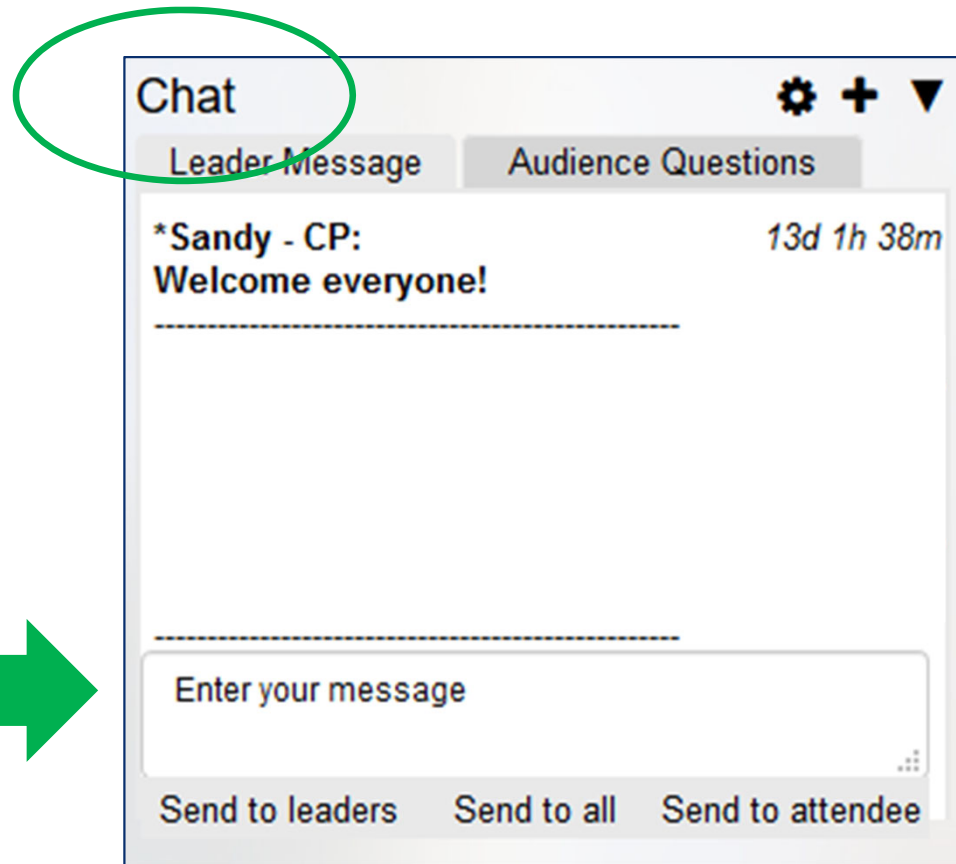 Chat
Leader Message Audience Questions
*Sandy - CP: 13d 1h 38m
Welcome everyone!
-------------------------------------------------
-------------------------------------------------
Enter your message
Send to leaders Send to all Send to attendee